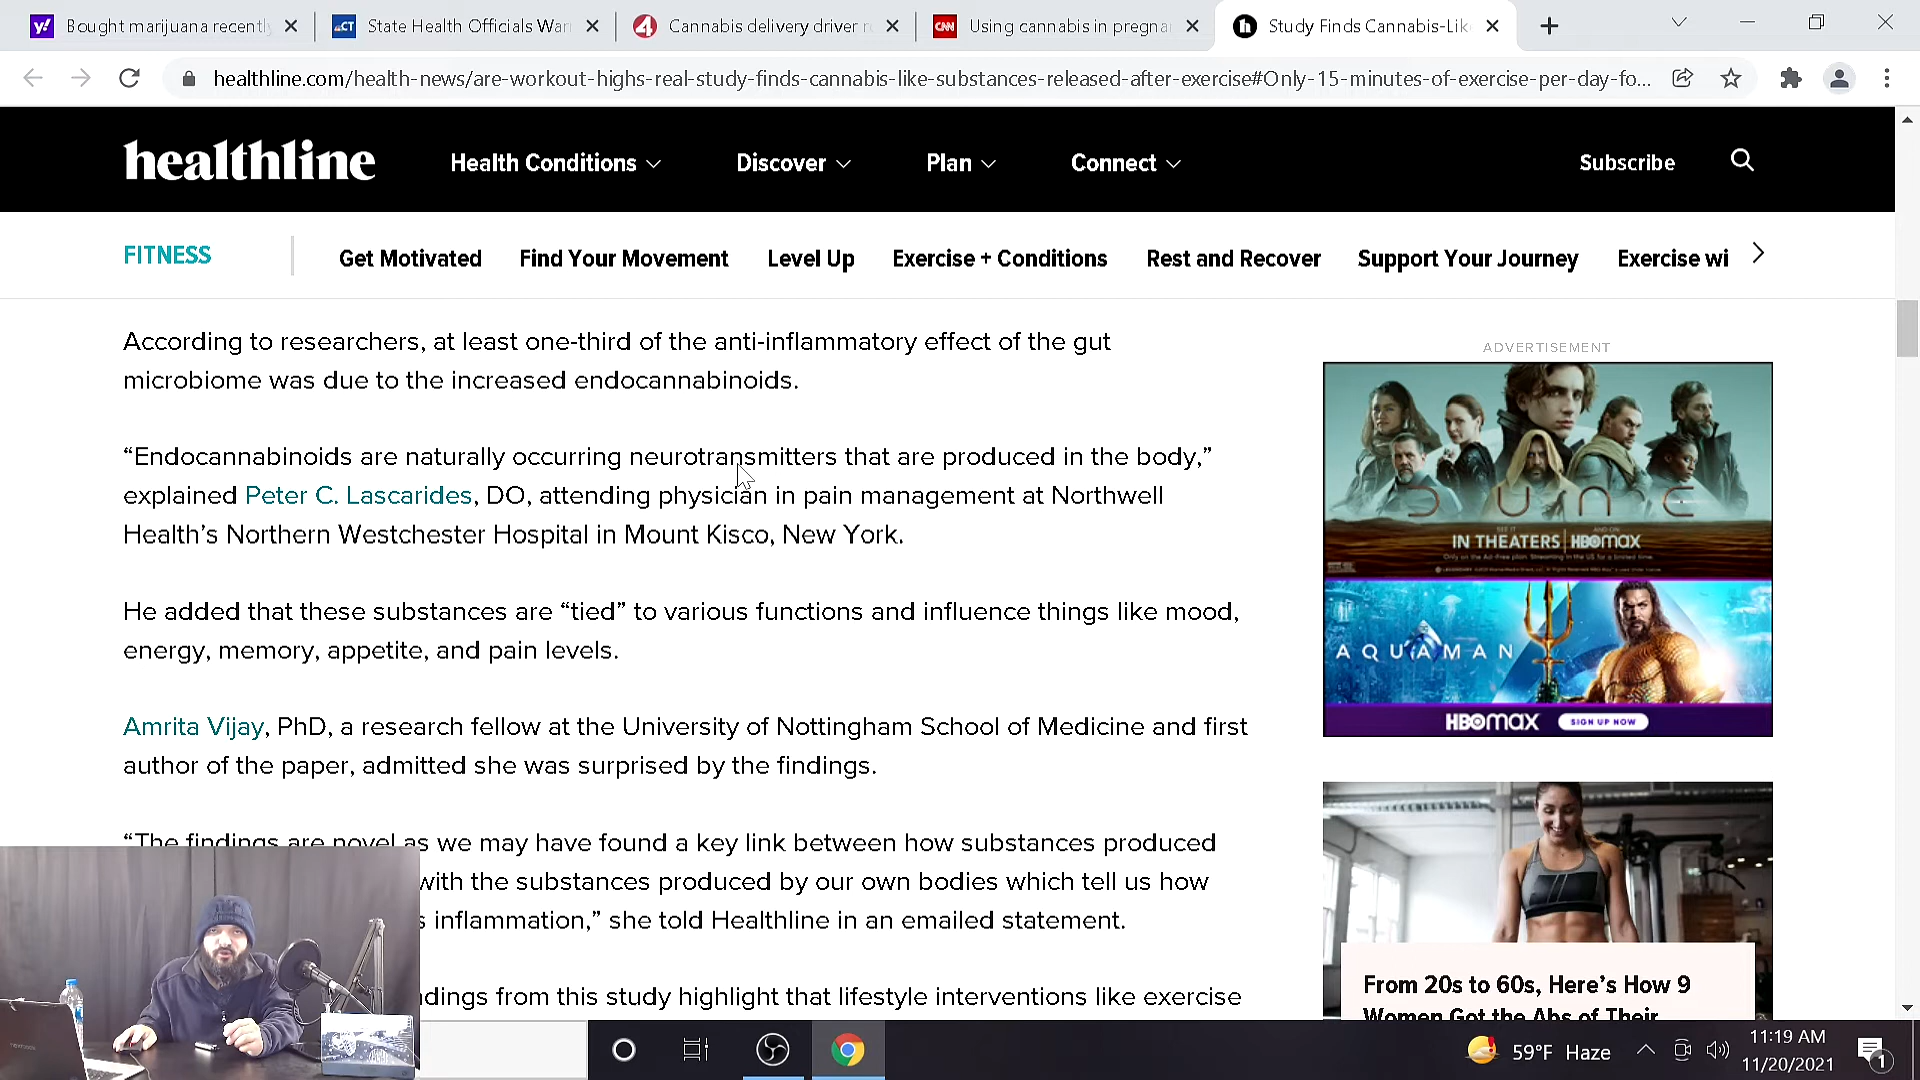 Bought marijuana recentl
State Health Officials War
Cannabis delivery driver r
CNN
Using cannabis in pregna
Study Finds Cannabis-Lik
healthline.com/health-news/are-workout-highs-real-study-finds-cannabis-like-substances-released-after-exercise#Only-15-minutes-of-exercise-per-day-fo...
healthline
Health Conditions
Discover
Plan
Connect
Subscribe
FITNESS
Get Motivated
Find Your Movement
Level Up
Exercise + Conditions
Rest and Recover
Support Your Journey
Exercise wi
According to researchers, at least one-third of the anti-inflammatory effect of the gut
microbiome was due to the increased endocannabinoids.
“Endocannabinoids are naturally occurring neurotransmitters that are produced in the body,”
explained Peter C. Lascarides, DO, attending physician in pain management at Northwell
Health’s Northern Westchester Hospital in Mount Kisco, New York.
He added that these substances are “tied” to various functions and influence things like mood,
energy, memory, appetite, and pain levels.
Amrita Vijay, PhD, a research fellow at the University of Nottingham School of Medicine and first
author of the paper, admitted she was surprised by the findings.
“The findings are novel as we may have found a key link between how substances produced
with the substances produced by our own bodies which tell us how
s inflammation,” she told Healthline in an emailed statement.
dings from this study highlight that lifestyle interventions like exercise
ADVERTISEMENT
DUNE
SEE IT
IN THEATERS
AND ON
HBOMAX
AQUAMAN
HBOMAX
SIGN UP NOW
From 20s to 60s, Here’s How 9
Women Got the Abs of Their
59°F Haze
11:19 AM
11/20/2021
1